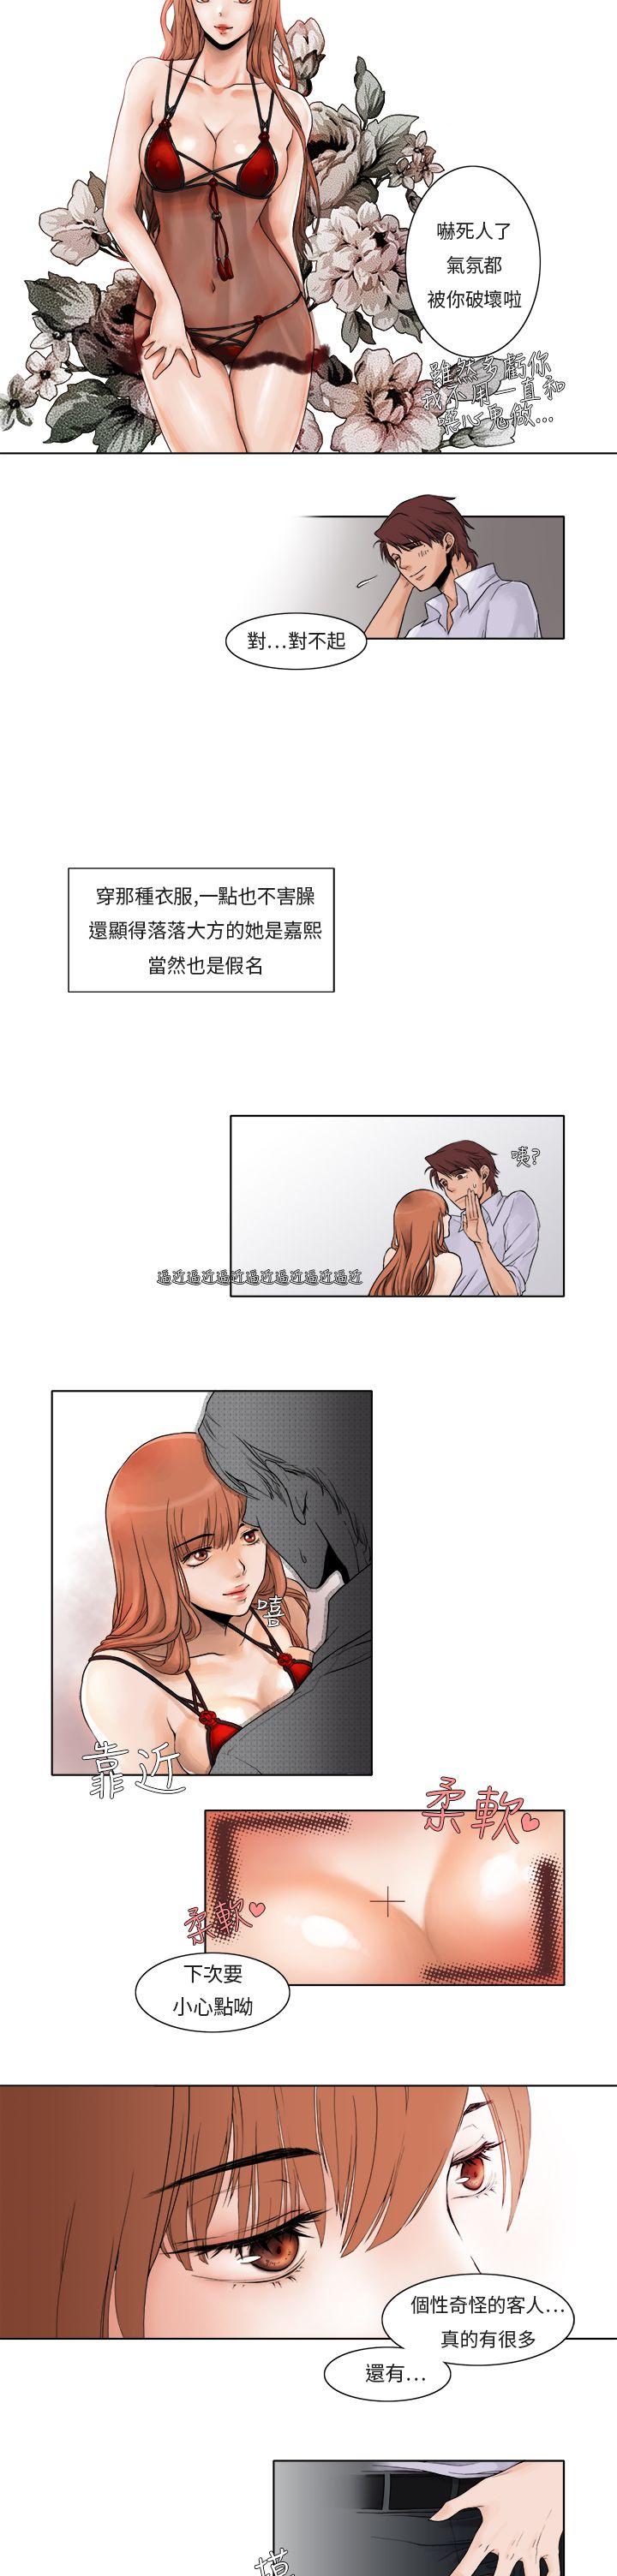 嚇死人了
氣氛都
被你破壞啦
雖然多虧你
我不用一直和
噁心鬼做...
對...對不起
穿那種衣服,一點也不害臊
還顯得落落大方的她是嘉熙
當然也是假名
咦?
逼近逼近逼近逼近逼近逼近逼近
嘻
靠近
柔軟♥
柔軟♥
下次要
小心點呦
個性奇怪的客人...
真的有很多
還有...